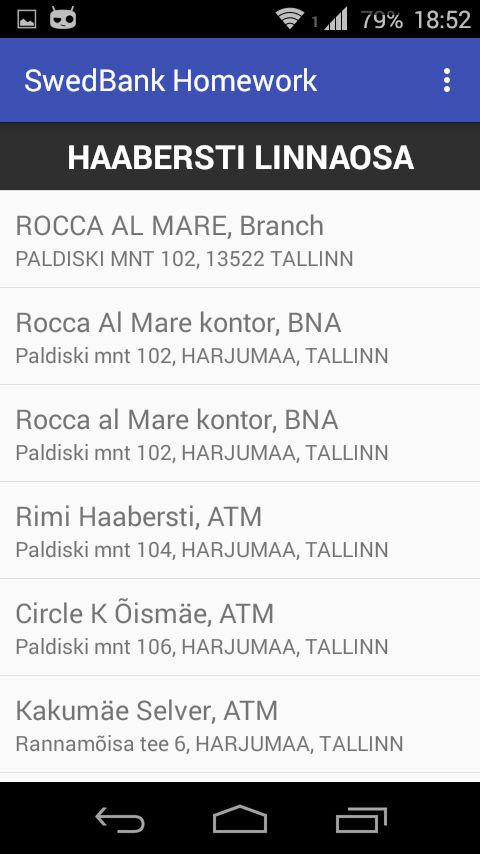 1 79% 18:52
SwedBank Homework
HAABERSTI LINNAOSA
ROCCA AL MARE, Branch
PALDISKI MNT 102, 13522 TALLINN
Rocca Al Mare kontor, BNA
Paldiski mnt 102, HARJUMAA, TALLINN
Rocca al Mare kontor, BNA
Paldiski mnt 102, HARJUMAA, TALLINN
Rimi Haabersti, ATM
Paldiski mnt 104, HARJUMAA, TALLINN
Circle K Õismäe, ATM
Paldiski mnt 106, HARJUMAA, TALLINN
Kakumäe Selver, ATM
Rannamõisa tee 6, HARJUMAA, TALLINN